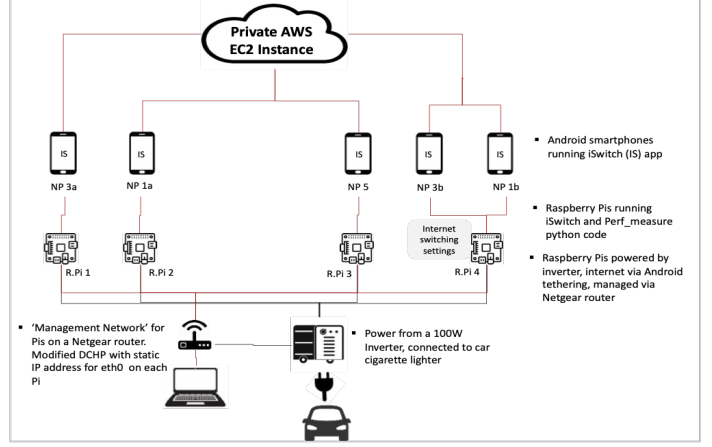 Private AWS
EC2 Instance
IS
IS
IS
IS
IS
NP 3a
NP 1a
NP 5
NP 3b
NP 1b
▪ Android smartphones
running iSwitch (IS) app
Internet
switching
settings
R.Pi 1
R.Pi 2
R.Pi 3
R.Pi 4
▪ Raspberry Pis running
iSwitch and Perf_measure
python code
▪ Raspberry Pis powered by
inverter, internet via Android
tethering, managed via
Netgear router
▪ ‘Management Network’ for
Pis on a Netgear router.
Modified DCHP with static
IP address for eth0 on each
Pi
▪ Power from a 100W
Inverter, connected to car
cigarette lighter